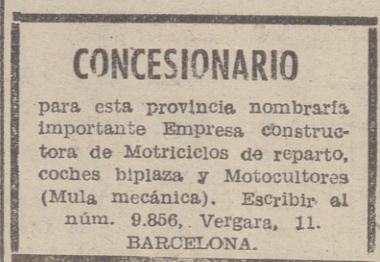 CONCESIONARIO
para esta provincia nombraría
importante Empresa construc-
tora de Motriciclos de reparto,
coches biplaza y Motocultores
(Mula mecánica). Escribir al
núm. 9.856, Vergara, 11.
BARCELONA.